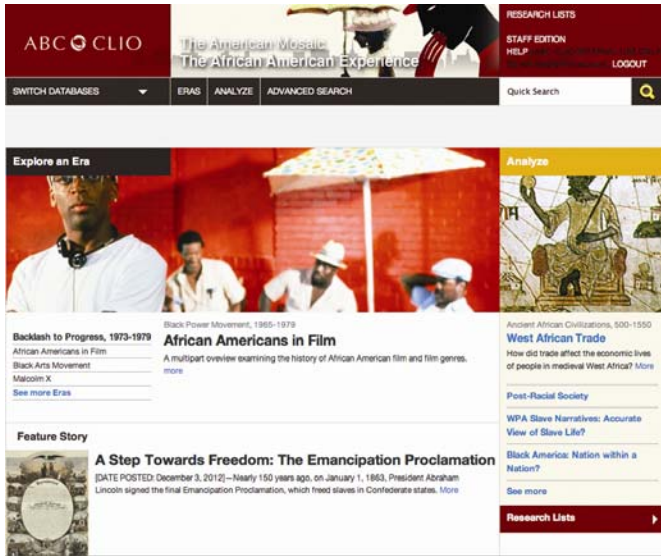 ABC CLIO
The American Mosaic
The African American Experience
RESEARCH LISTS
STAFF EDITION
HELP
LOGOUT
SWITCH DATABASES
ERAS
ANALYZE
ADVANCED SEARCH
Quick Search
Explore an Era
Backlash to Progress, 1973-1979
African Americans in Film
Black Arts Movement
Malcolm X
See more Eras
Black Power Movement, 1965-1979
African Americans in Film
A multipart oveview examining the history of African American film and film genres.
more
Analyze
Ancient African Civilizations, 500-1550
West African Trade
How did trade affect the economic lives
of people in medieval West Africa? More
Post-Racial Society
WPA Slave Narratives: Accurate
View of Slave Life?
Black America: Nation within a
Nation?
See more
Research Lists
Feature Story
A Step Towards Freedom: The Emancipation Proclamation
[DATE POSTED: December 3, 2012]—Nearly 150 years ago, on January 1, 1863, President Abraham
Lincoln signed the final Emancipation Proclamation, which freed slaves in Confederate states. More